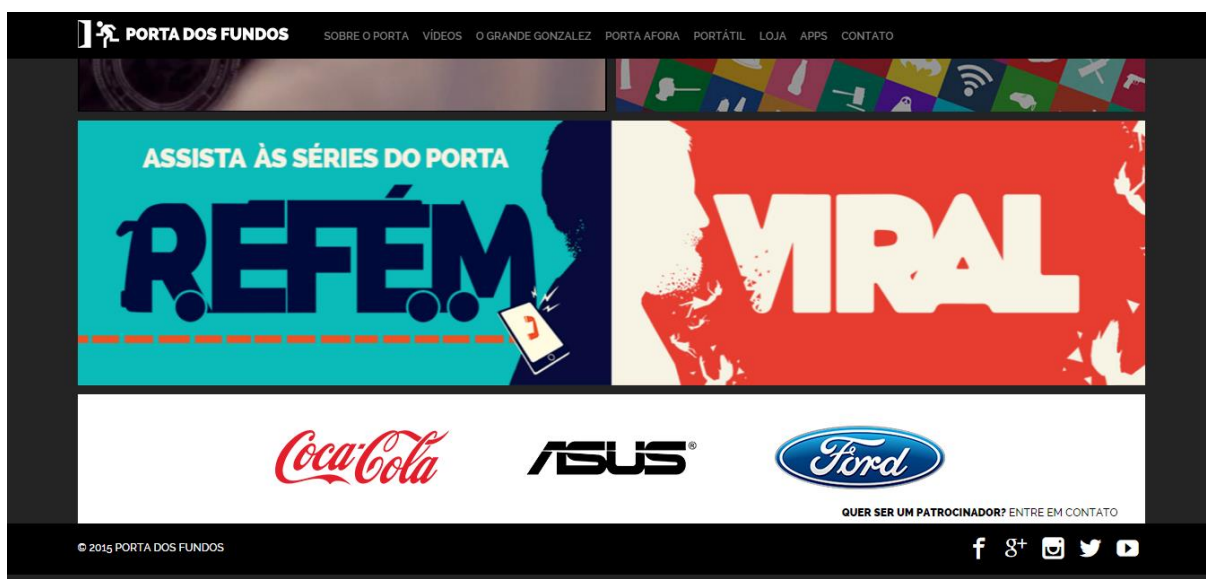 PORTA DOS FUNDOS
SOBRE O PORTA VÍDEOS O GRANDE GONZALEZ PORTA AFORA PORTÁTIL LOJA APPS CONTATO
ASSISTA ÀS SÉRIES DO PORTA
REFÉM
VIRAL
Coca-Cola
ASUS®
Ford
QUER SER UM PATROCINADOR? ENTRE EM CONTATO
© 2015 PORTA DOS FUNDOS
f g+